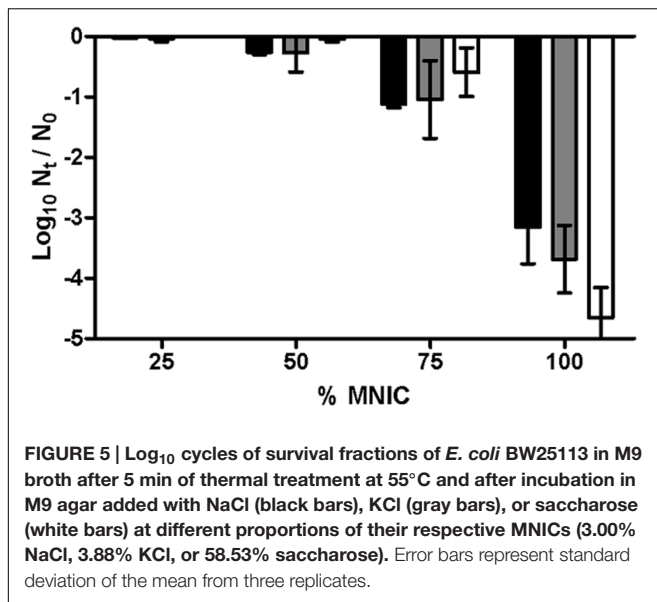 0
-1
-2
-3
-4
-5
Log10 Nt / N0
25 50 75 100
% MNIC
FIGURE 5 | Log10 cycles of survival fractions of E. coli BW25113 in M9
broth after 5 min of thermal treatment at 55°C and after incubation in
M9 agar added with NaCl (black bars), KCl (gray bars), or saccharose
(white bars) at different proportions of their respective MNICs (3.00%
NaCl, 3.88% KCl, or 58.53% saccharose). Error bars represent standard
deviation of the mean from three replicates.